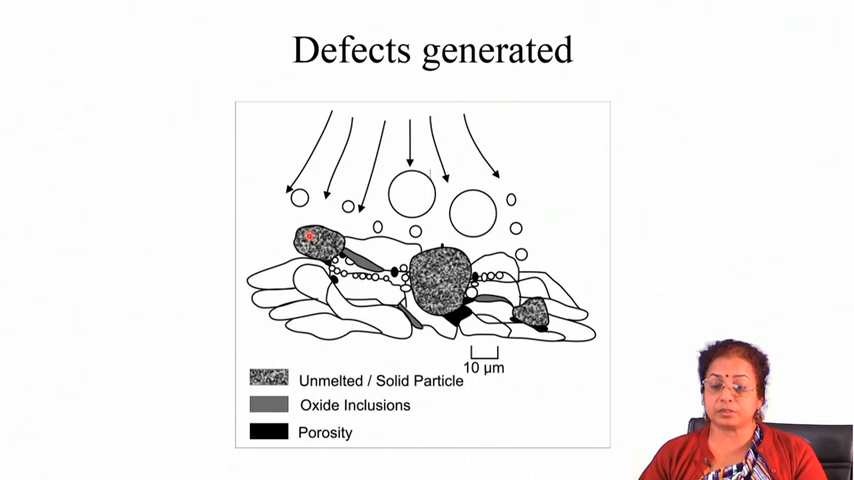 Defects generated
10 µm
Unmelted / Solid Particle
Oxide Inclusions
Porosity